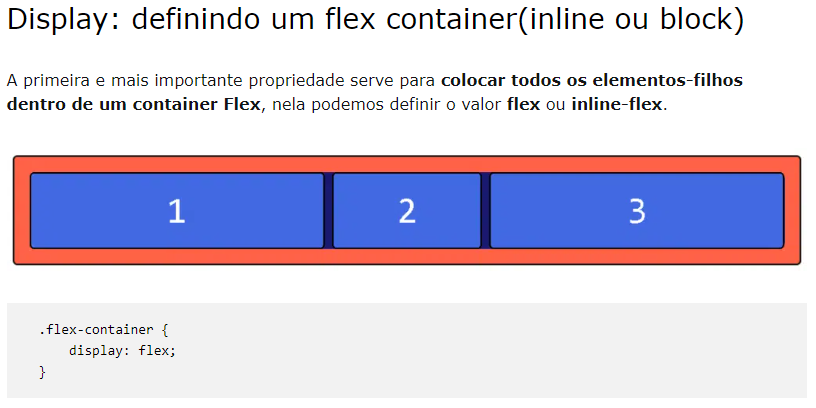 Display: definindo um flex container(inline ou block)
A primeira e mais importante propriedade serve para colocar todos os elementos-filhos
dentro de um container Flex, nela podemos definir o valor flex ou inline-flex.
1 2 3
.flex-container {
    display: flex;
}